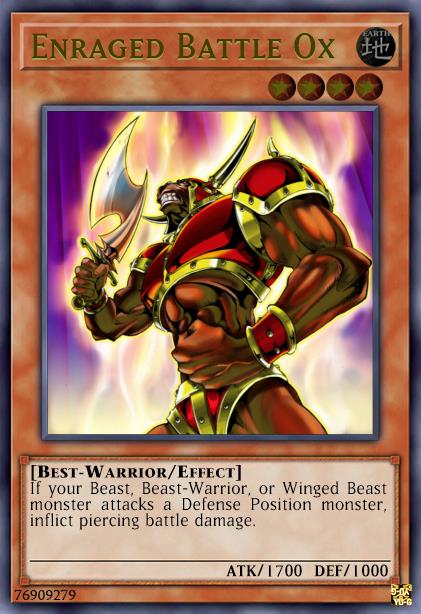 Enraged Battle Ox
EARTH
地
[Best-Warrior/Effect]
If your Beast, Beast-Warrior, or Winged Beast
monster attacks a Defense Position monster,
inflict piercing battle damage.
ATK/1700 DEF/1000
76909279